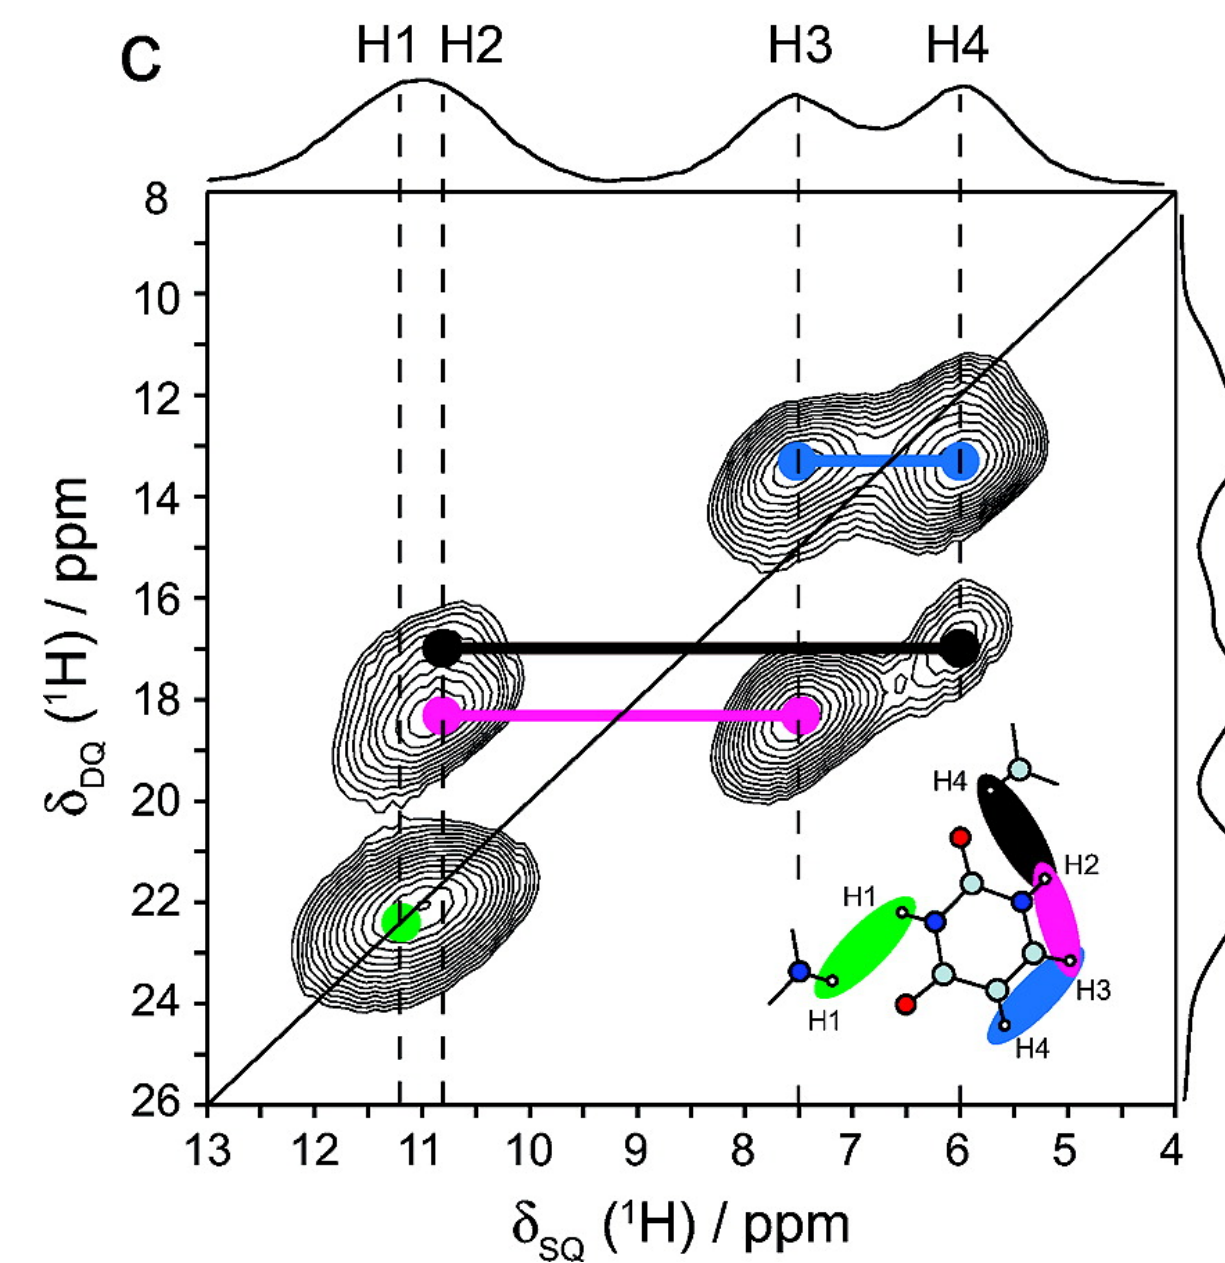 C
H1 H2 H3 H4
8
10
12
14
16
18
20
22
24
26
δDQ (¹H) / ppm
H4
H2
H1
H3
H1
H4
13 12 11 10 9 8 7 6 5 4
δSQ (¹H) / ppm